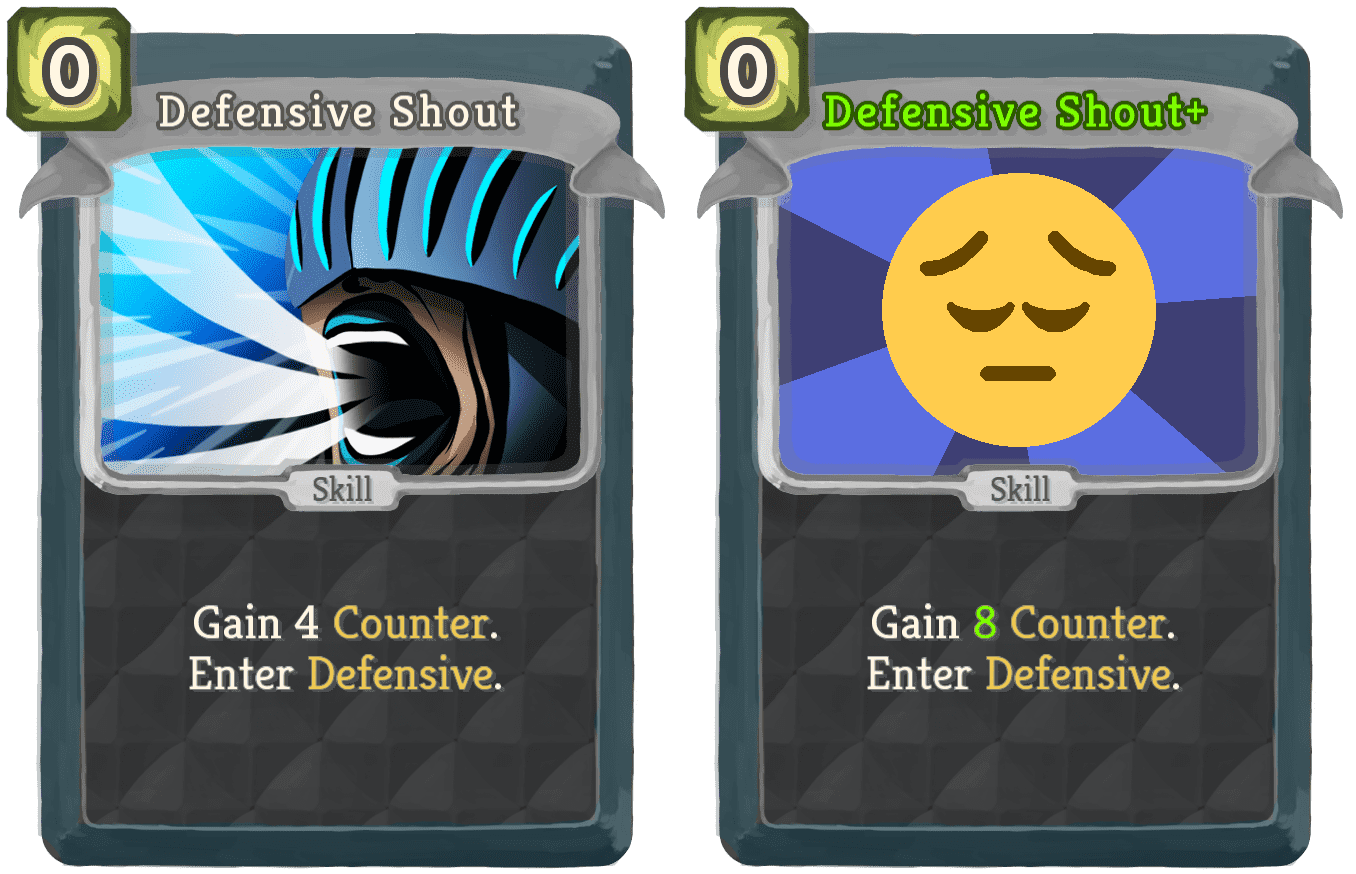 0
Defensive Shout
Skill
Gain 4 Counter.
Enter Defensive.
0
Defensive Shout+
Skill
Gain 8 Counter.
Enter Defensive.